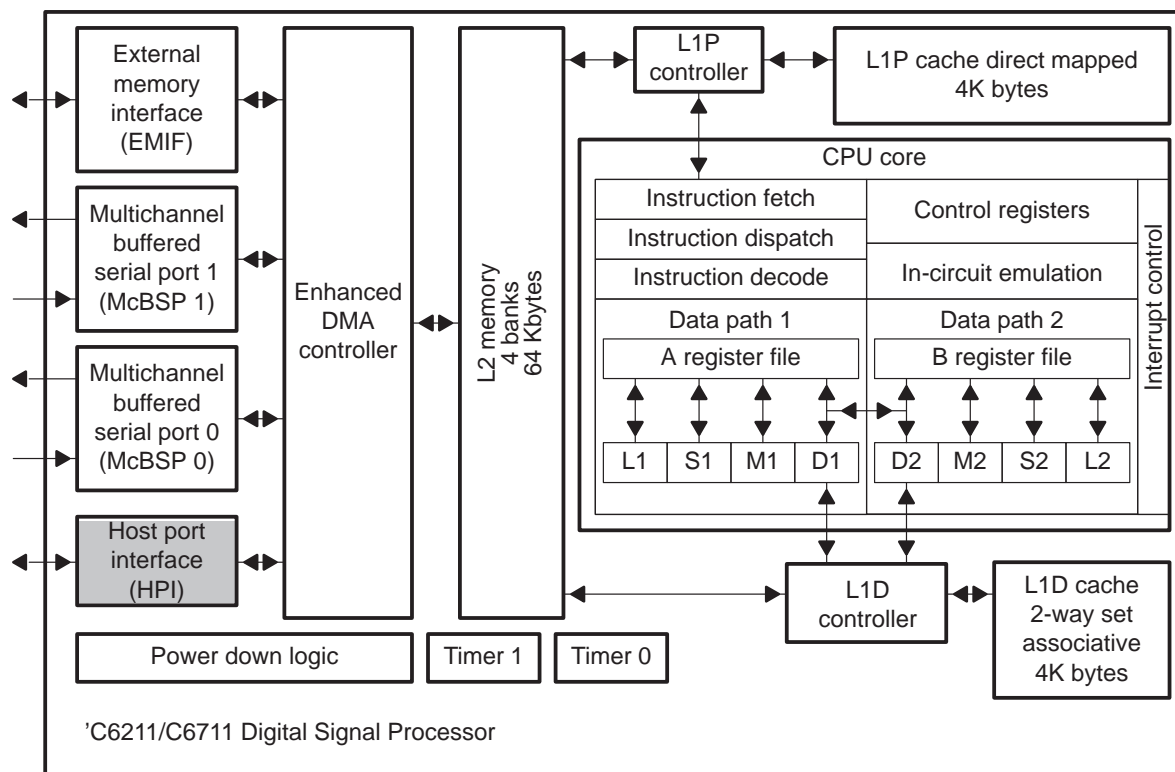 External
memory
interface
(EMIF)
Multichannel
buffered
serial port 1
(McBSP 1)
Multichannel
buffered
serial port 0
(McBSP 0)
Host port
interface
(HPI)
Enhanced
DMA
controller
L2 memory
4 banks
64 Kbytes
L1P
controller
L1P cache direct mapped
4K bytes
CPU core
Instruction fetch
Instruction dispatch
Instruction decode
Control registers
In-circuit emulation
Interrupt control
Data path 1
A register file
L1 S1 M1 D1
Data path 2
B register file
D2 M2 S2 L2
L1D
controller
L1D cache
2-way set
associative
4K bytes
Power down logic
Timer 1
Timer 0
’C6211/C6711 Digital Signal Processor